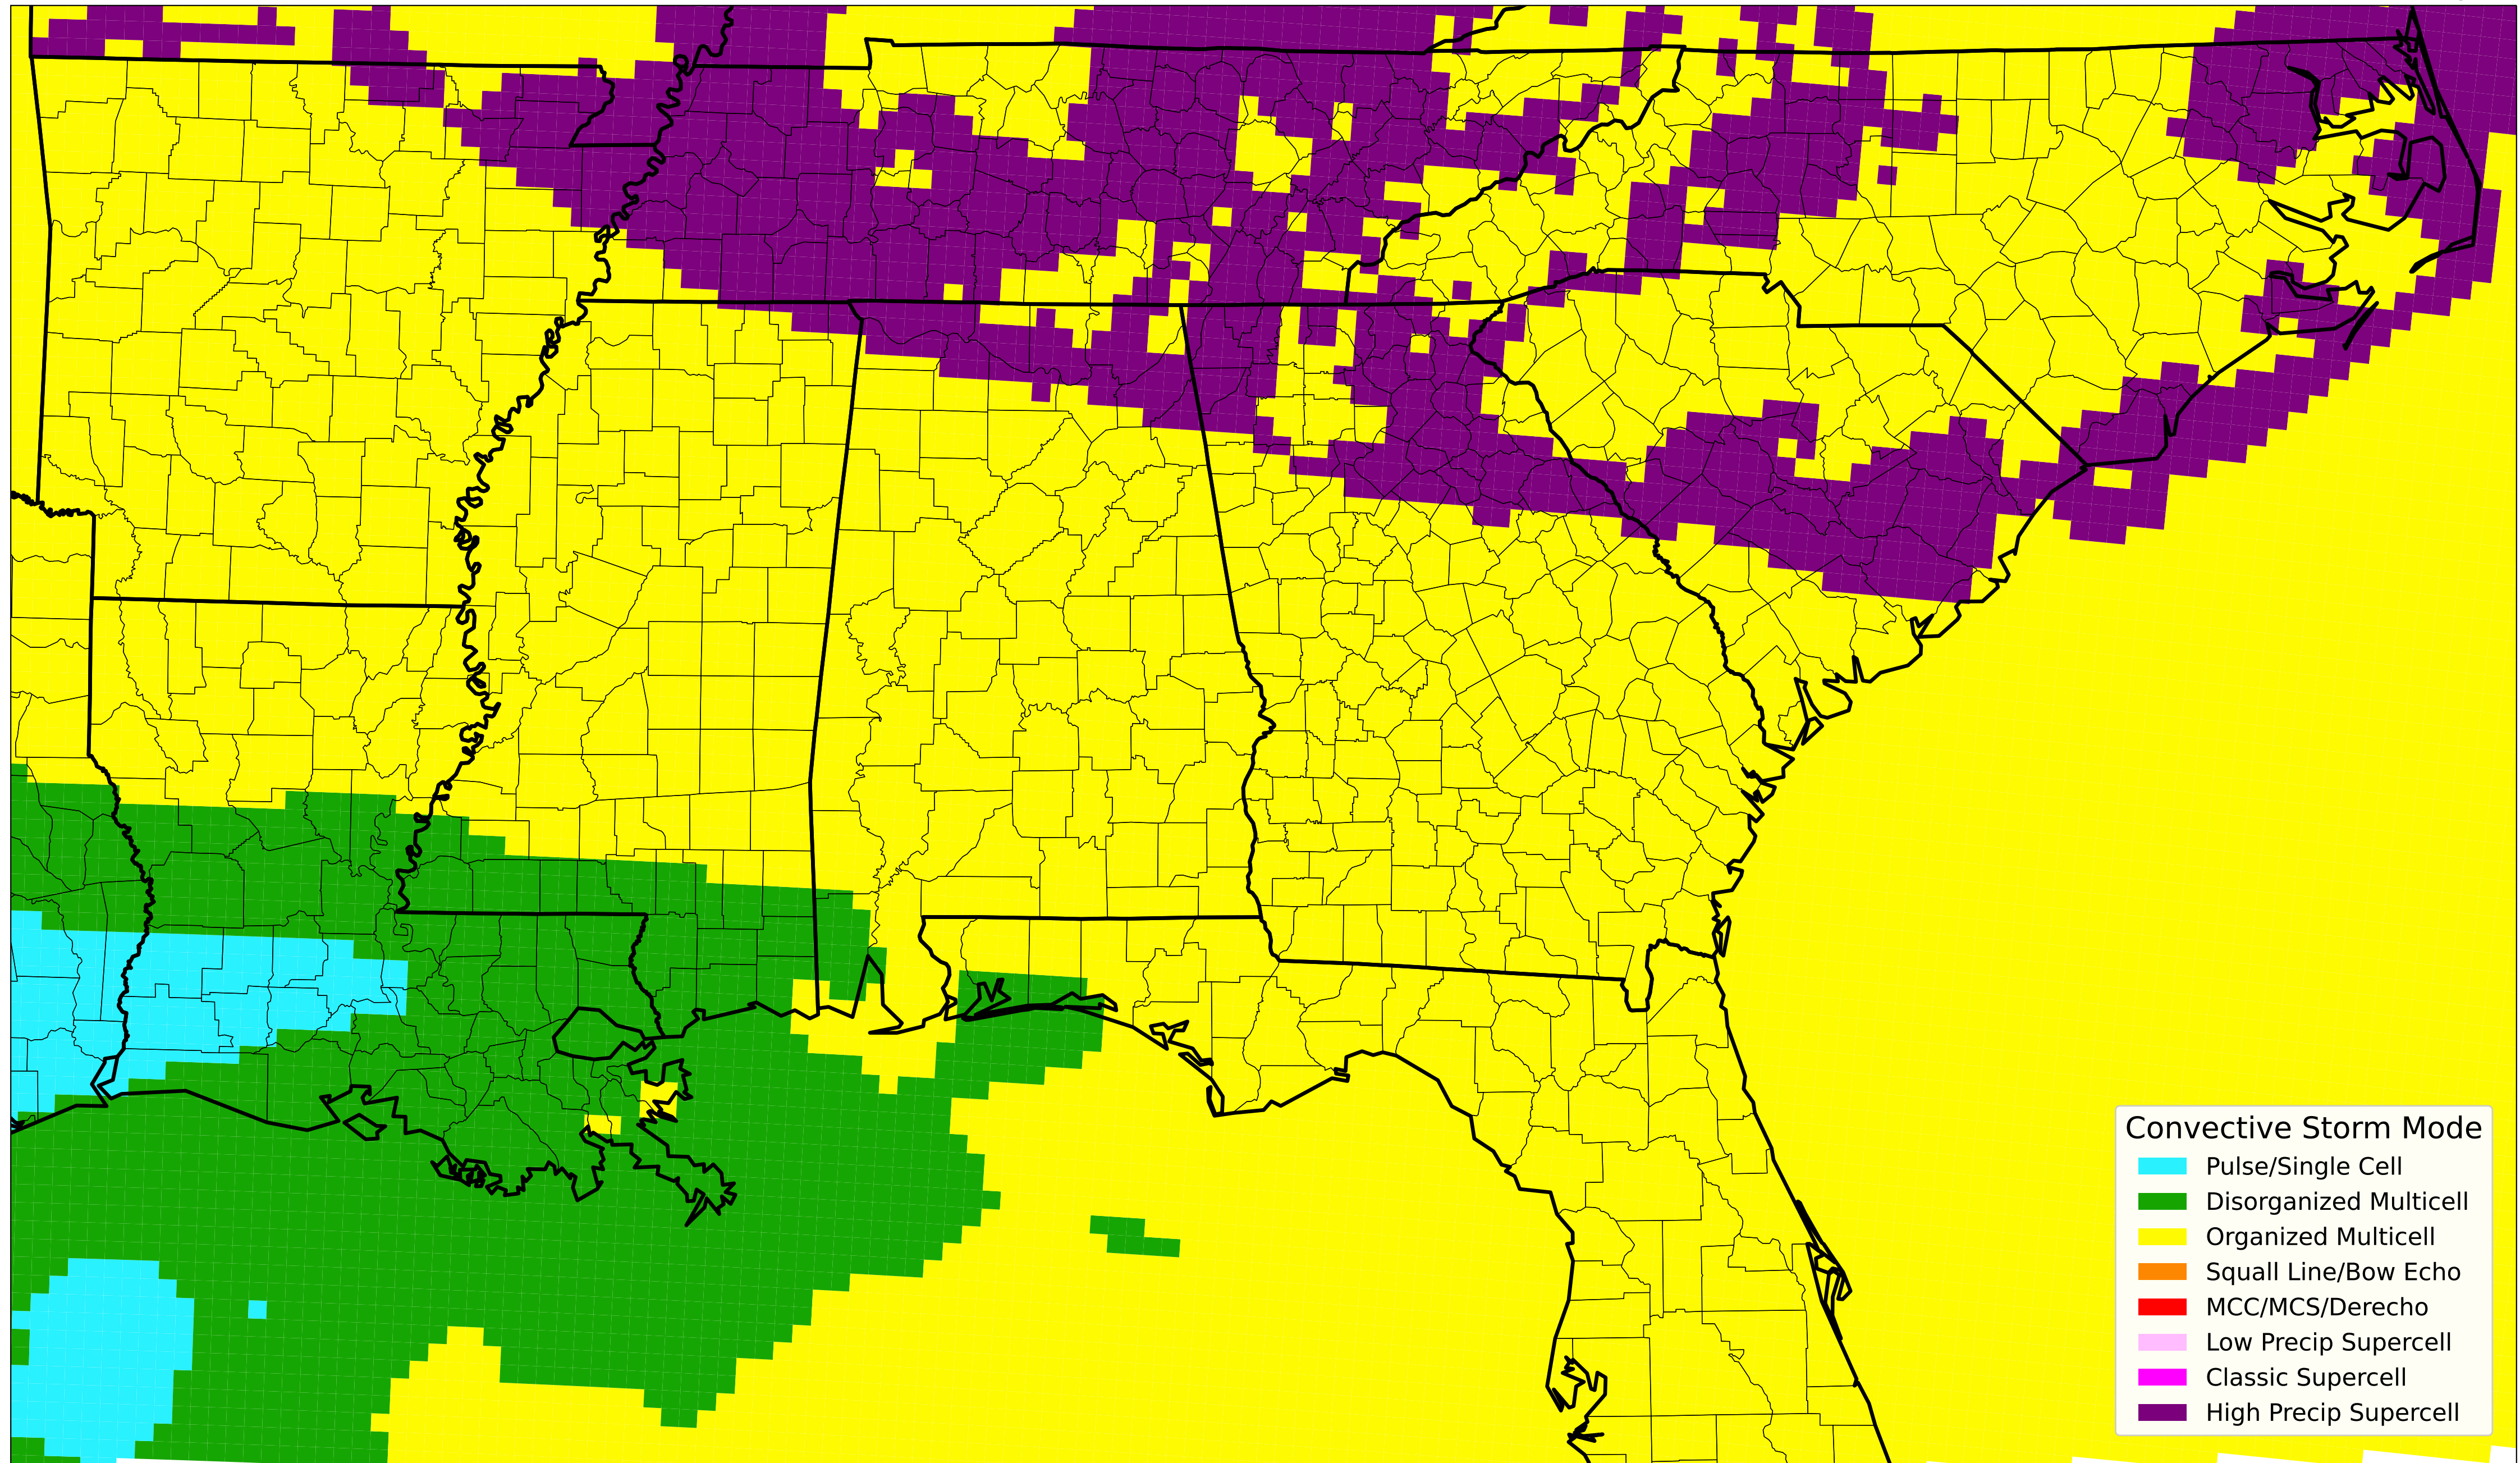 Convective Storm Mode
Pulse/Single Cell
Disorganized Multicell
Organized Multicell
Squall Line/Bow Echo
MCC/MCS/Derecho
Low Precip Supercell
Classic Supercell
High Precip Supercell